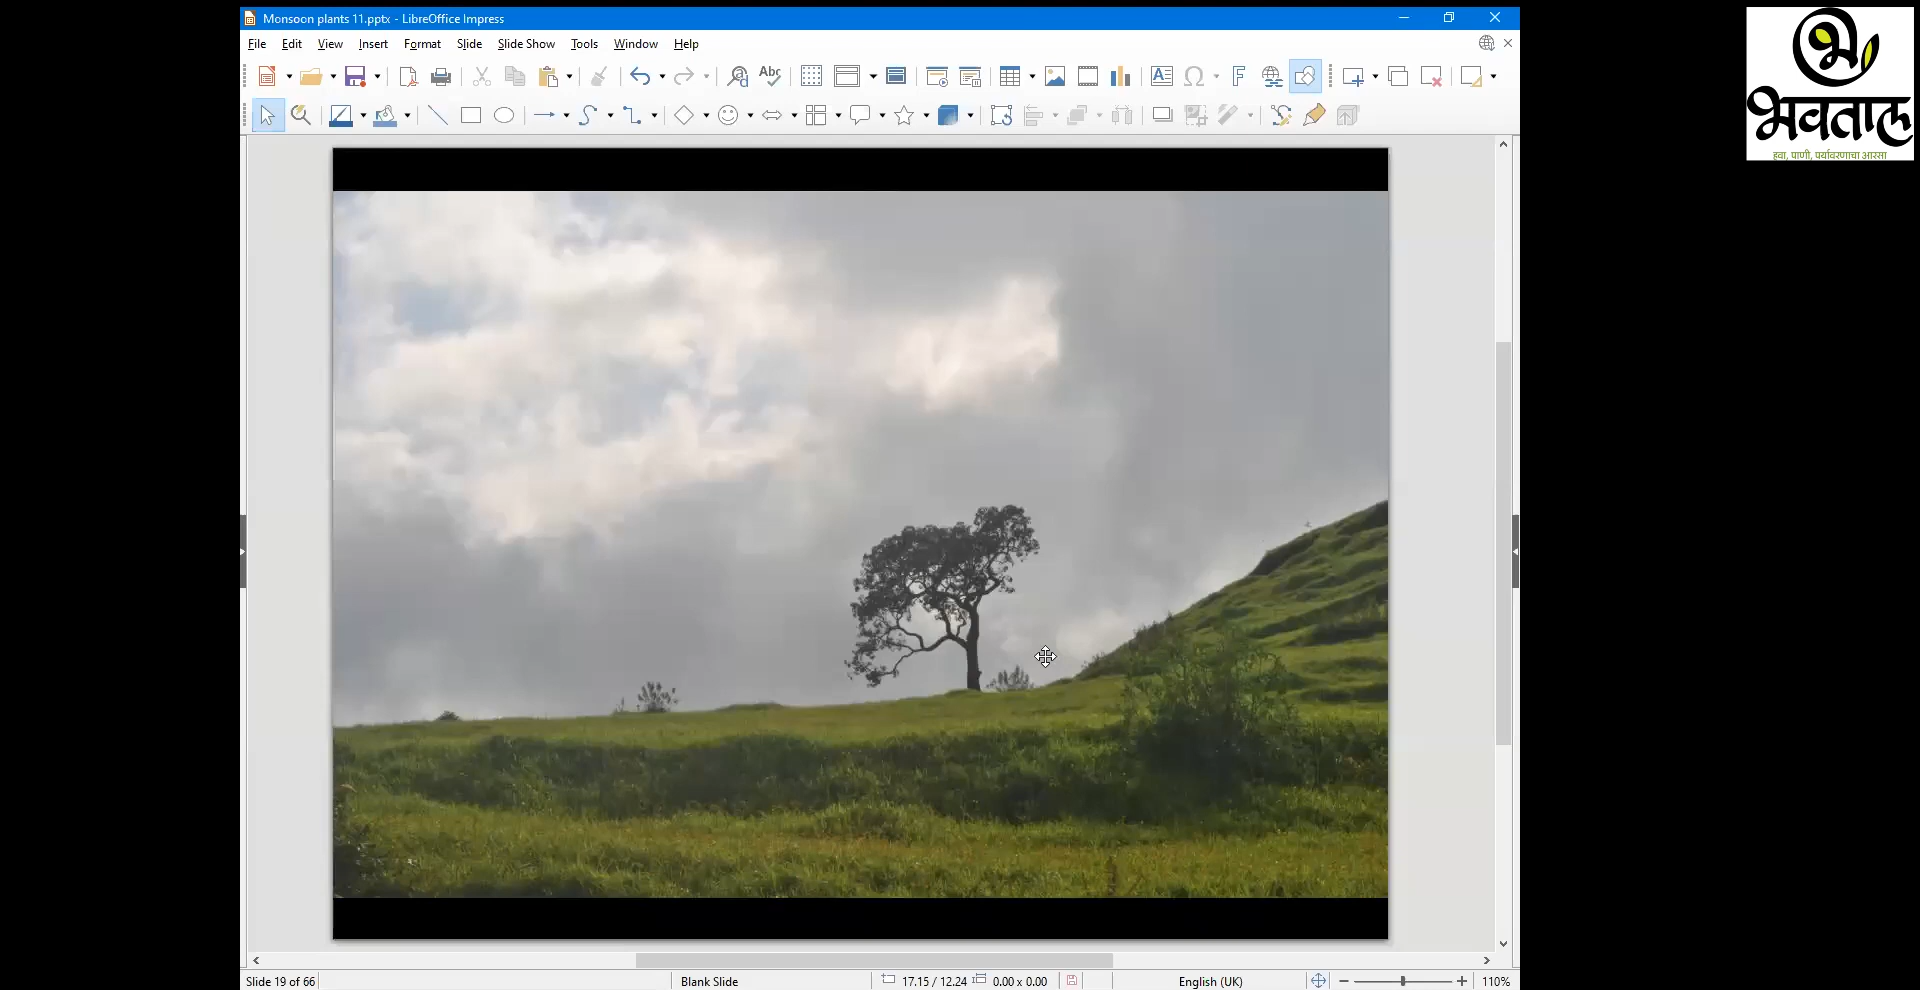 Monsoon plants 11.pptx - LibreOffice Impress
File Edit View Insert Format Slide Slide Show Tools Window Help
Abc
Slide 19 of 66 Blank Slide 17.15 / 12.24 0.00 x 0.00 English (UK) 110%
भ
भवताल
हवा, पाणी, पर्यावरणाचा आरसा